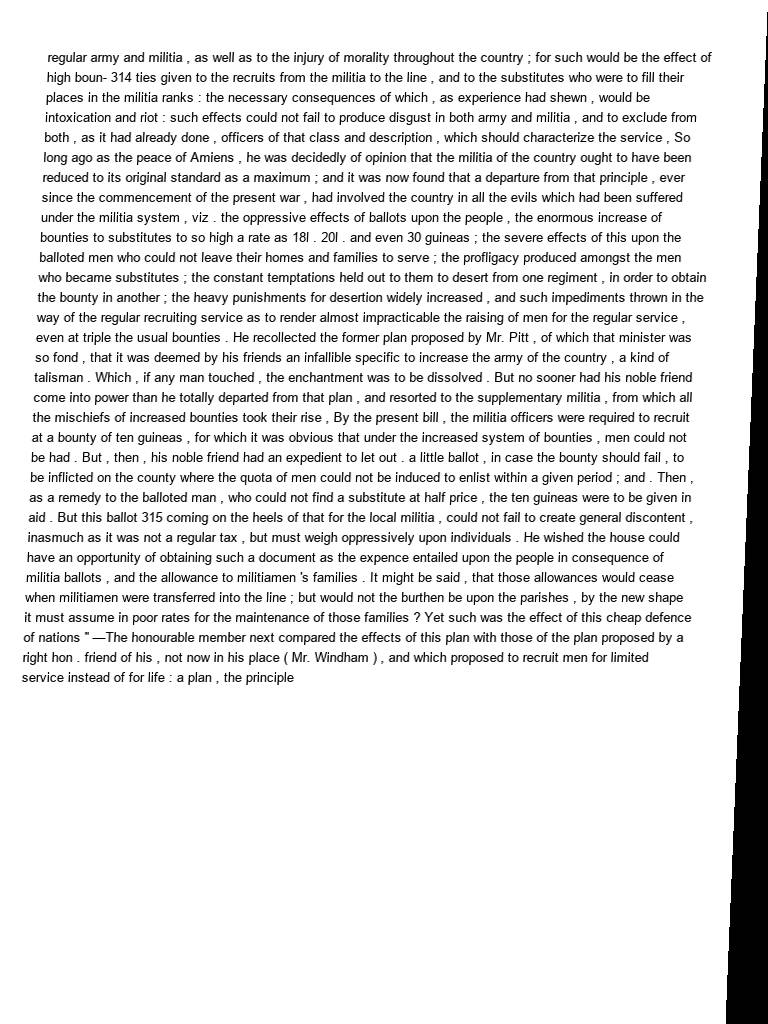 regular army and militia , as well as to the injury of morality throughout the country ; for such would be the effect of
high boun- 314 ties given to the recruits from the militia to the line , and to the substitutes who were to fill their
places in the militia ranks : the necessary consequences of which , as experience had shewn , would be
intoxication and riot : such effects could not fail to produce disgust in both army and militia , and to exclude from
both , as it had already done , officers of that class and description , which should characterize the service , So
long ago as the peace of Amiens , he was decidedly of opinion that the militia of the country ought to have been
reduced to its original standard as a maximum ; and it was now found that a departure from that principle , ever
since the commencement of the present war , had involved the country in all the evils which had been suffered
under the militia system , viz . the oppressive effects of ballots upon the people , the enormous increase of
bounties to substitutes to so high a rate as 18l . 20l . and even 30 guineas ; the severe effects of this upon the
balloted men who could not leave their homes and families to serve ; the profligacy produced amongst the men
who became substitutes ; the constant temptations held out to them to desert from one regiment , in order to obtain
the bounty in another ; the heavy punishments for desertion widely increased , and such impediments thrown in the
way of the regular recruiting service as to render almost impracticable the raising of men for the regular service ,
even at triple the usual bounties . He recollected the former plan proposed by Mr. Pitt , of which that minister was
so fond , that it was deemed by his friends an infallible specific to increase the army of the country , a kind of
talisman . Which , if any man touched , the enchantment was to be dissolved . But no sooner had his noble friend
come into power than he totally departed from that plan , and resorted to the supplementary militia , from which all
the mischiefs of increased bounties took their rise , By the present bill , the militia officers were required to recruit
at a bounty of ten guineas , for which it was obvious that under the increased system of bounties , men could not
be had . But , then , his noble friend had an expedient to let out . a little ballot , in case the bounty should fail , to
be inflicted on the county where the quota of men could not be induced to enlist within a given period ; and . Then ,
as a remedy to the balloted man , who could not find a substitute at half price , the ten guineas were to be given in
aid . But this ballot 315 coming on the heels of that for the local militia , could not fail to create general discontent ,
inasmuch as it was not a regular tax , but must weigh oppressively upon individuals . He wished the house could
have an opportunity of obtaining such a document as the expence entailed upon the people in consequence of
militia ballots , and the allowance to militiamen 's families . It might be said , that those allowances would cease
when militiamen were transferred into the line ; but would not the burthen be upon the parishes , by the new shape
it must assume in poor rates for the maintenance of those families ? Yet such was the effect of this cheap defence
of nations " —The honourable member next compared the effects of this plan with those of the plan proposed by a
right hon . friend of his , not now in his place ( Mr. Windham ) , and which proposed to recruit men for limited
service instead of for life : a plan , the principle